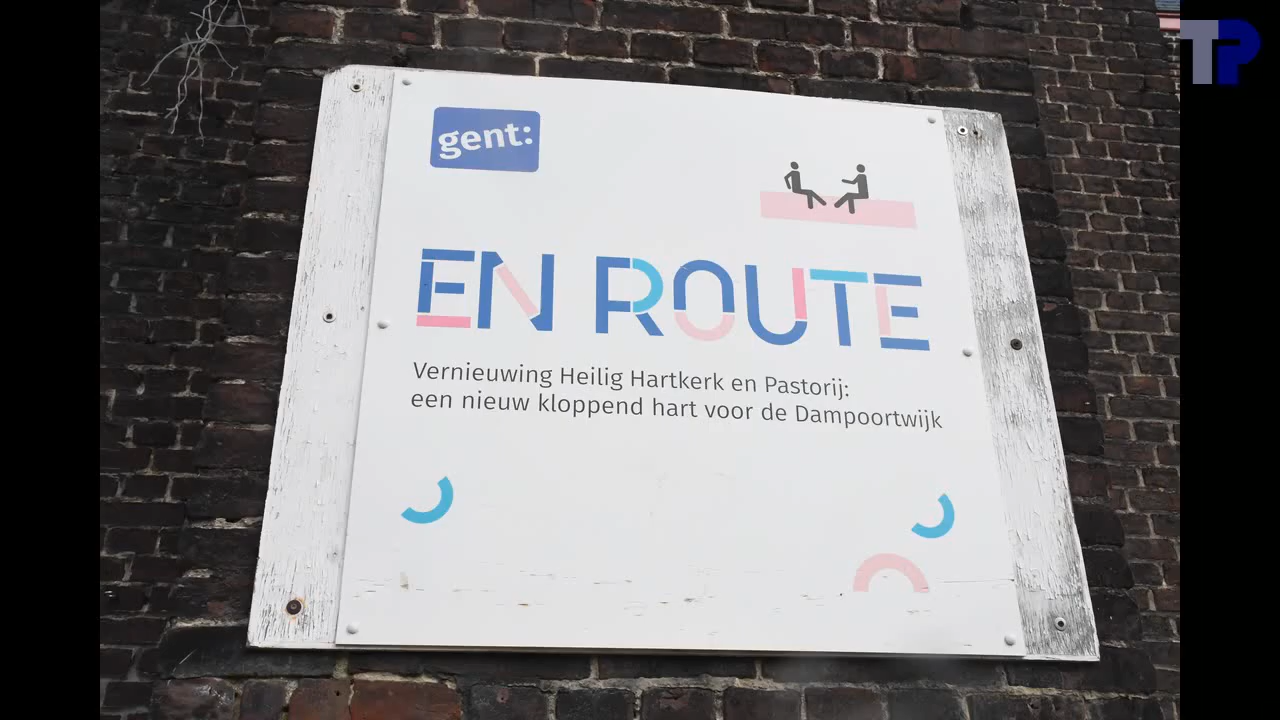 TP
gent:
EN ROUTE
Vernieuwing Heilig Hartkerk en Pastorij:
een nieuw kloppend hart voor de Dampoortwijk